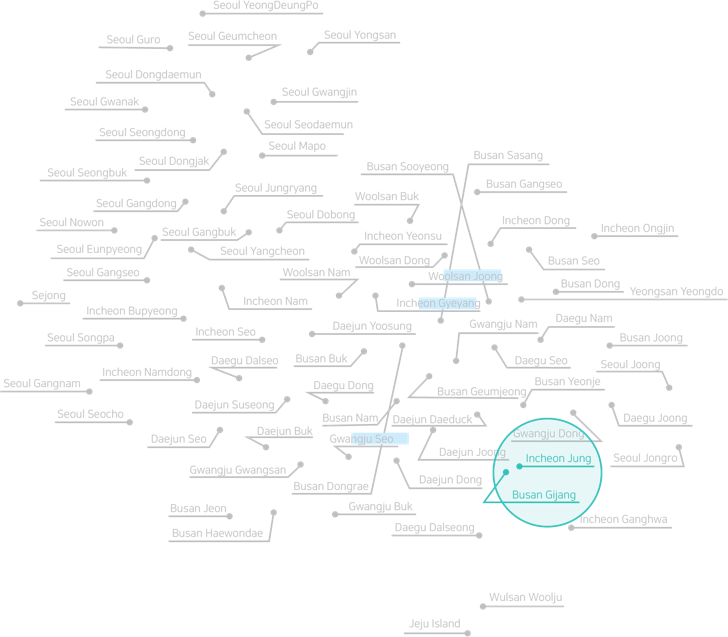 Seoul YeongDeungPo
Seoul Guro
Seoul Geumcheon
Seoul Yongsan
Seoul Dongdaemun
Seoul Gwanak
Seoul Gwangjin
Seoul Seodaemun
Seoul Seongdong
Seoul Mapo
Seoul Dongjak
Busan Sasang
Busan Sooyeong
Seoul Seongbuk
Seoul Jungryang
Busan Gangseo
Woolsan Buk
Seoul Gangdong
Seoul Dobong
Seoul Nowon
Seoul Gangbuk
Incheon Dong
Incheon Ongjin
Incheon Yeonsu
Seoul Eunpyeong
Seoul Yangcheon
Woolsan Dong
Busan Seo
Seoul Gangseo
Woolsan Nam
Woolsan Joong
Busan Dong
Yeongsan Yeongdo
Sejong
Incheon Nam
Incheon Gyeyang
Incheon Bupyeong
Daejun Yoosung
Gwangju Nam
Daegu Nam
Incheon Seo
Seoul Songpa
Busan Joong
Busan Buk
Daegu Dalseo
Daegu Seo
Seoul Joong
Incheon Namdong
Seoul Gangnam
Daegu Dong
Busan Geumjeong
Busan Yeonje
Daejun Suseong
Seoul Seocho
Busan Nam
Daejun Daeduck
Daegu Joong
Daejun Buk
Daejun Seo
Gwangju Seo
Gwangju Dong
Daejun Joong
Incheon Jung
Seoul Jongro
Gwangju Gwangsan
Daejun Dong
Busan Dongrae
Busan Gijang
Busan Jeon
Gwangju Buk
Incheon Ganghwa
Busan Haewondae
Daegu Dalseong
Wulsan Woolju
Jeju Island